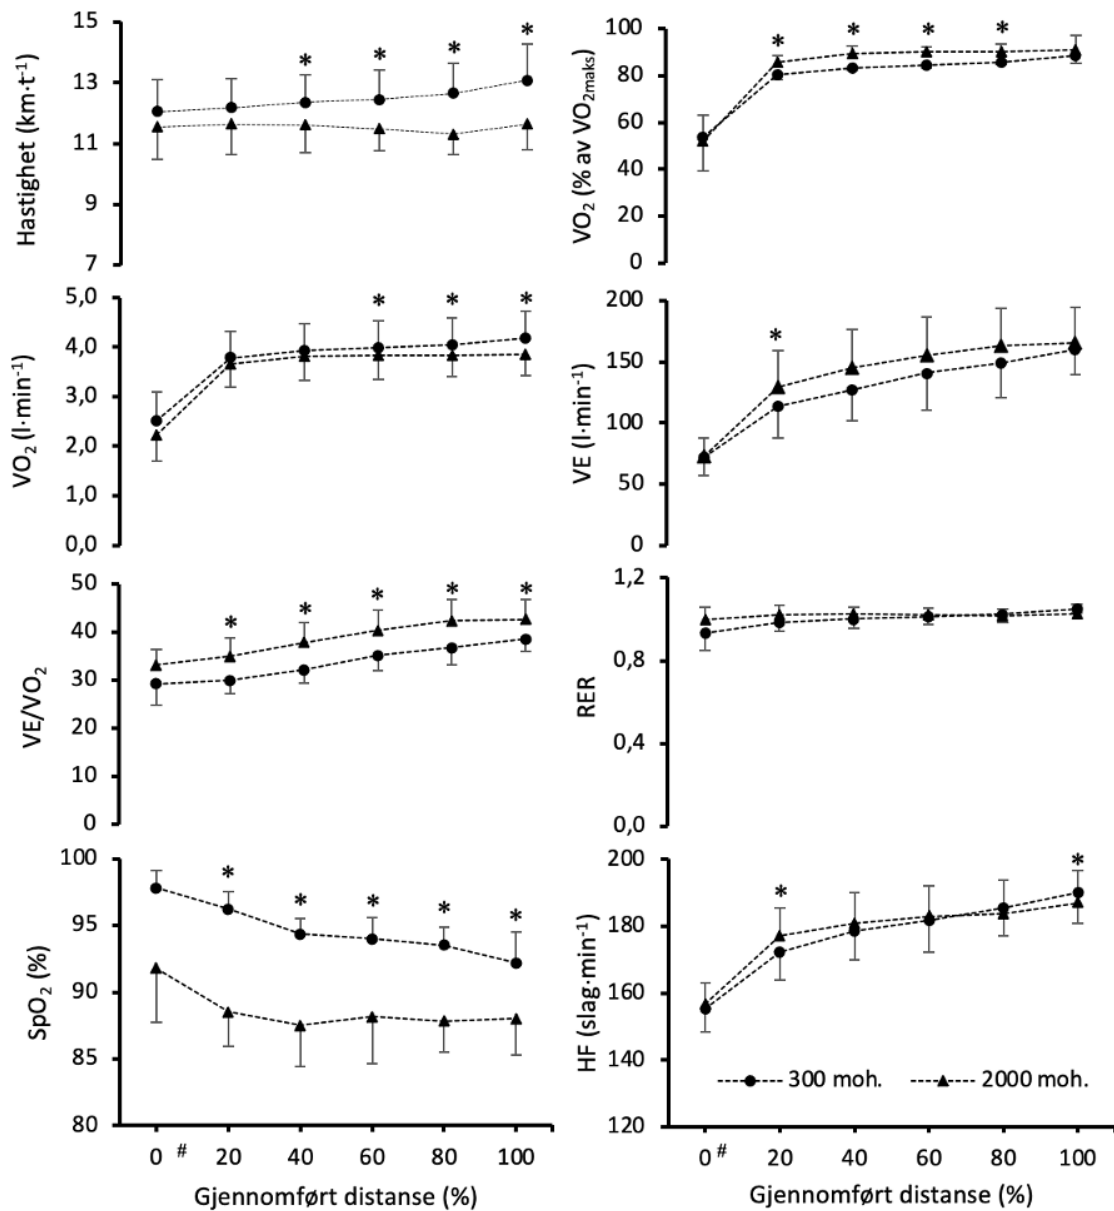 Hastighet (km·t⁻¹)
15
13
11
9
7
* * * *
VO₂ (% av VO₂maks)
100
80
60
40
20
0
* * * *
VO₂ (l·min⁻¹)
5,0
4,0
3,0
2,0
1,0
0,0
* * *
VE (l·min⁻¹)
200
150
100
50
0
*
VE/VO₂
50
40
30
20
10
0
* * * * *
RER
1,2
0,8
0,4
0,0
SpO₂ (%)
100
95
90
85
80
* * * * *
0 # 20 40 60 80 100
Gjennomført distanse (%)
HF (slag·min⁻¹)
200
180
160
140
120
* *
300 moh. 2000 moh.
0 # 20 40 60 80 100
Gjennomført distanse (%)